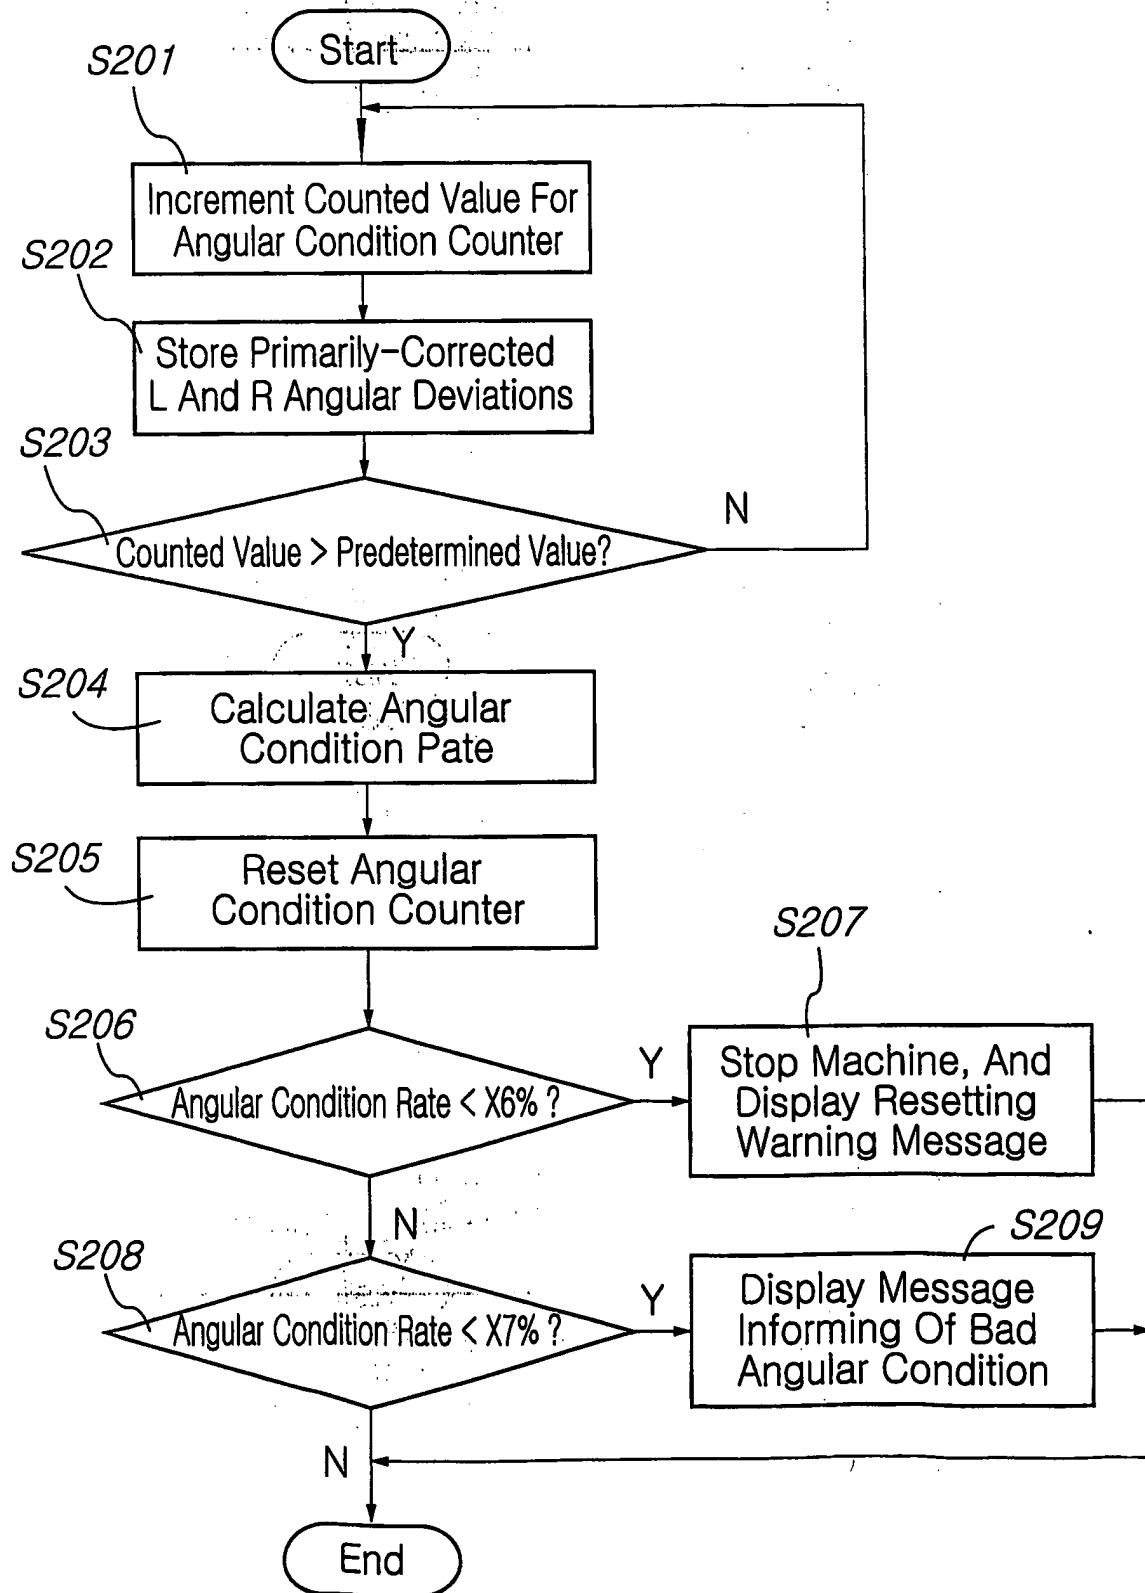 Start
S201
Increment Counted Value For
Angular Condition Counter
S202
Store Primarily-Corrected
L And R Angular Deviations
S203
Counted Value > Predetermined Value?
N
Y
S204
Calculate Angular
Condition Pate
S205
Reset Angular
Condition Counter
S206
Angular Condition Rate < X6% ?
Y
S207
Stop Machine, And
Display Resetting
Warning Message
N
S208
Angular Condition Rate < X7% ?
Y
S209
Display Message
Informing Of Bad
Angular Condition
N
End